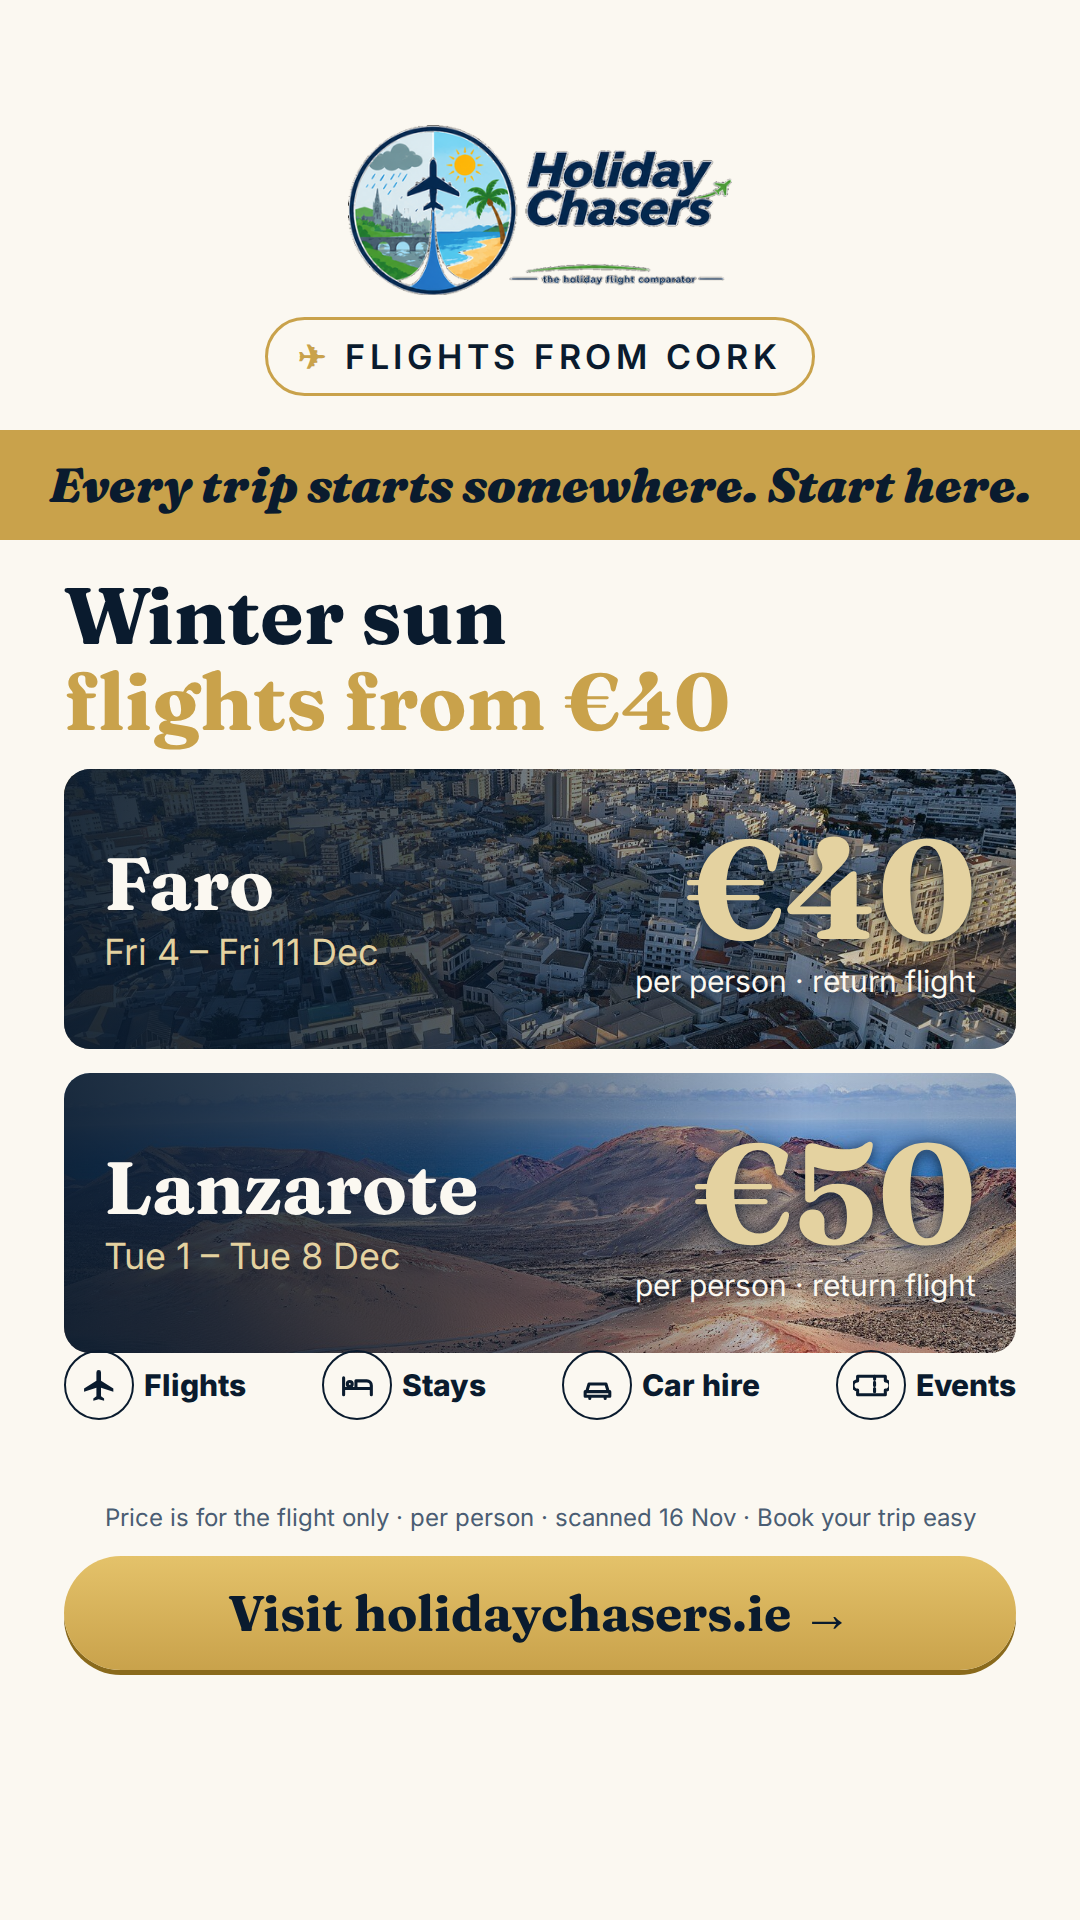 Holiday
Chasers
the holiday flight comparator
✈ FLIGHTS FROM CORK
Every trip starts somewhere. Start here.
Winter sun
flights from €40
Faro
Fri 4 – Fri 11 Dec
€40
per person · return flight
Lanzarote
Tue 1 – Tue 8 Dec
€50
per person · return flight
Flights Stays Car hire Events
Price is for the flight only · per person · scanned 16 Nov · Book your trip easy
Visit holidaychasers.ie →